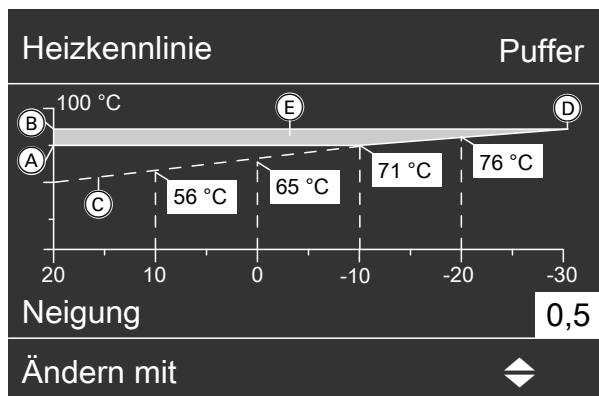 Heizkennlinie Puffer
100 °C
B E D
A
C 56 °C 65 °C 71 °C 76 °C
20 10 0 -10 -20 -30
Neigung 0,5
Ändern mit